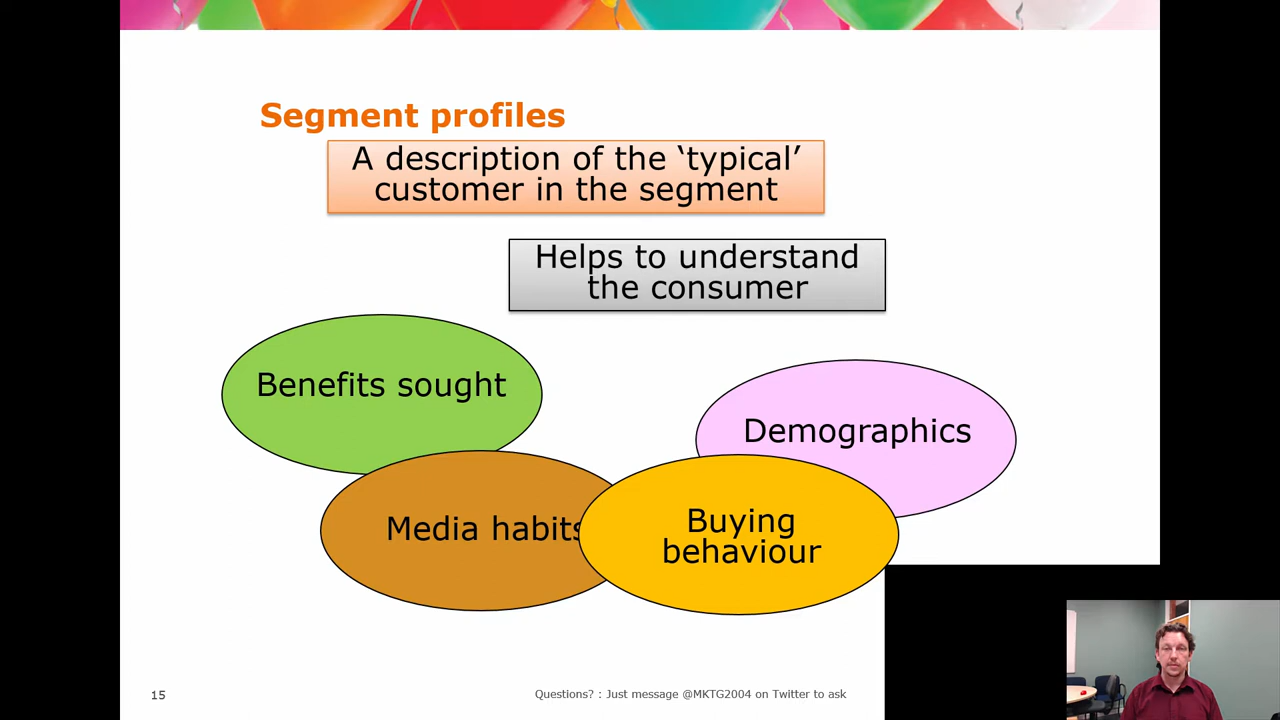 Segment profiles
A description of the ‘typical’
customer in the segment
Helps to understand
the consumer
Benefits sought
Demographics
Media habits
Buying
behaviour
15
Questions? : Just message @MKTG2004 on Twitter to ask